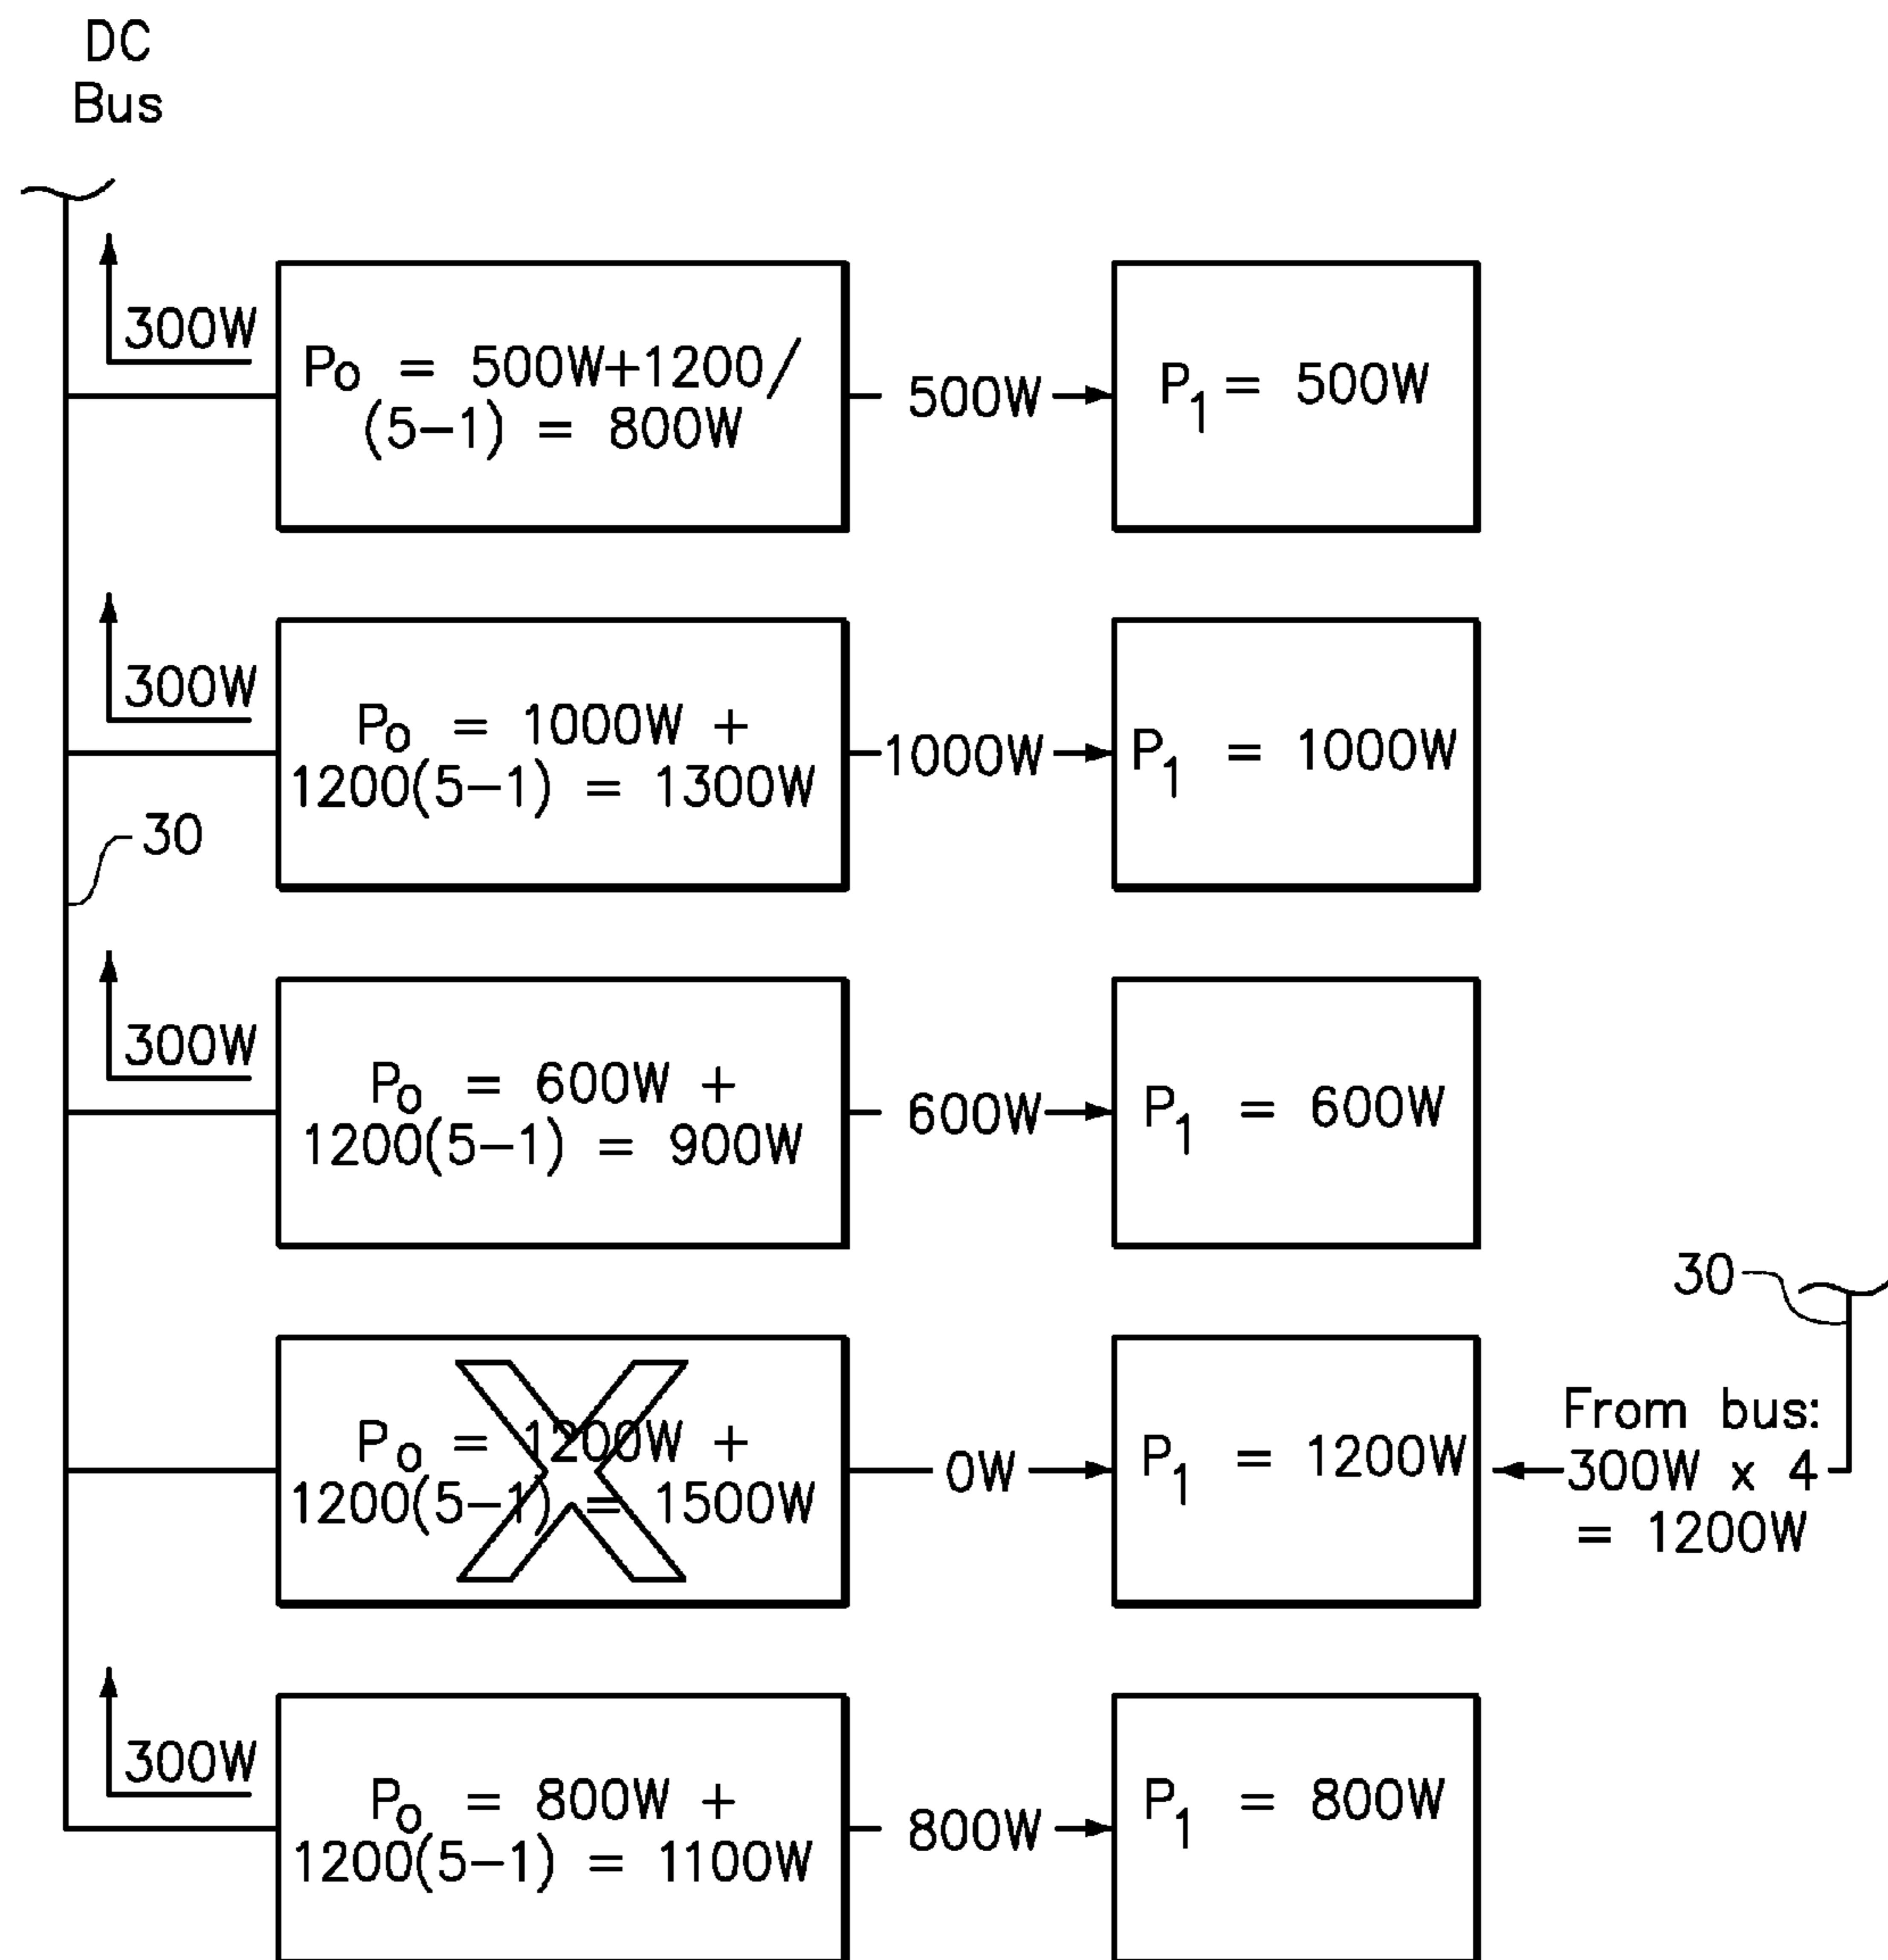 DC
Bus
300W
Po = 500W+1200/
(5-1) = 800W
500W
P1 = 500W
300W
Po = 1000W +
1200(5-1) = 1300W
1000W
P1 = 1000W
30
300W
Po = 600W +
1200(5-1) = 900W
600W
P1 = 600W
30
Po = 1200W +
1200(5-1) = 1500W
0W
P1 = 1200W
From bus:
300W x 4
= 1200W
300W
Po = 800W +
1200(5-1) = 1100W
800W
P1 = 800W